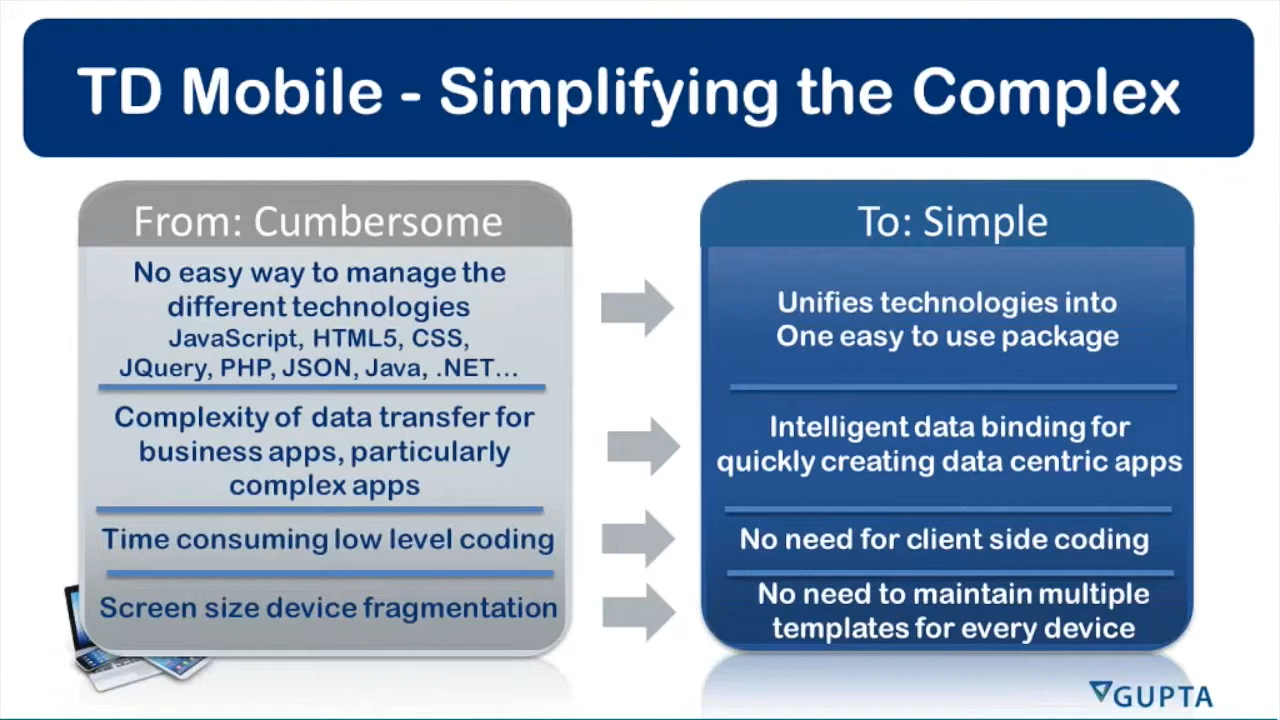 TD Mobile - Simplifying the Complex
From: Cumbersome
No easy way to manage the
different technologies
JavaScript, HTML5, CSS,
JQuery, PHP, JSON, Java, .NET...
Complexity of data transfer for
business apps, particularly
complex apps
Time consuming low level coding
Screen size device fragmentation
To: Simple
Unifies technologies into
One easy to use package
Intelligent data binding for
quickly creating data centric apps
No need for client side coding
No need to maintain multiple
templates for every device
GUPTA